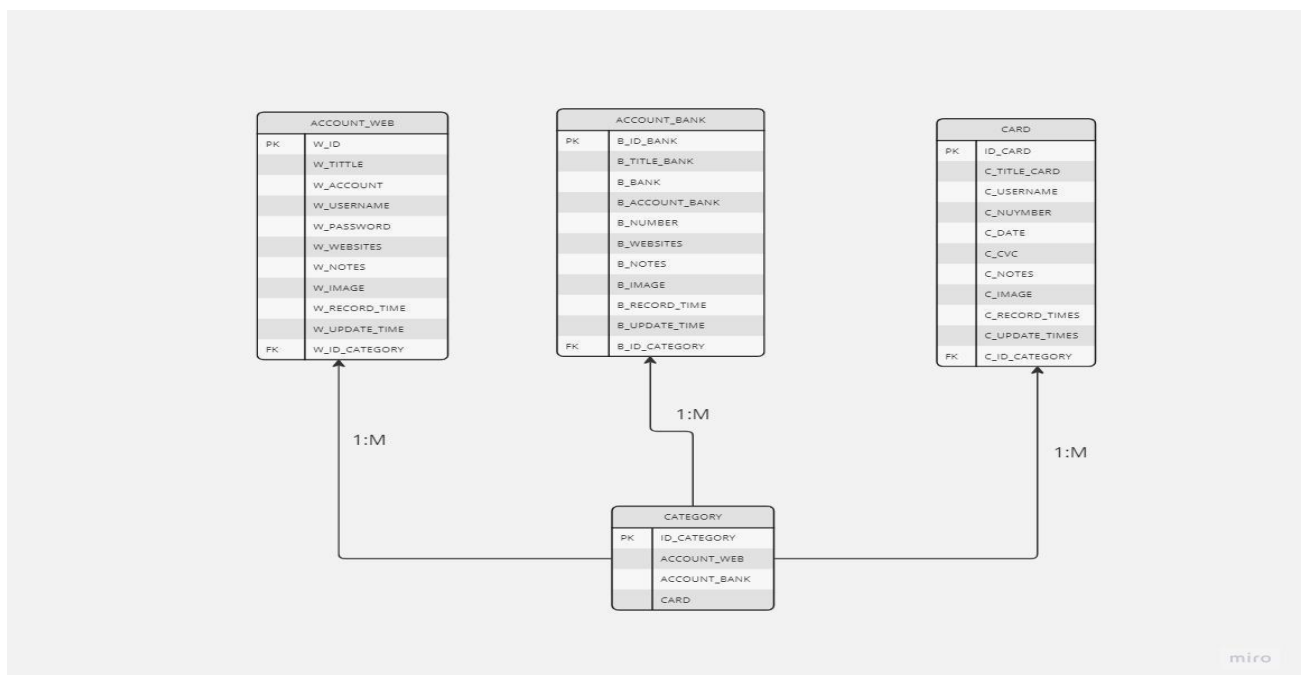 ACCOUNT_WEB
PK W_ID
W_TITTLE
W_ACCOUNT
W_USERNAME
W_PASSWORD
W_WEBSITES
W_NOTES
W_IMAGE
W_RECORD_TIME
W_UPDATE_TIME
FK W_ID_CATEGORY
ACCOUNT_BANK
PK B_ID_BANK
B_TITLE_BANK
B_BANK
B_ACCOUNT_BANK
B_NUMBER
B_WEBSITES
B_NOTES
B_IMAGE
B_RECORD_TIME
B_UPDATE_TIME
FK B_ID_CATEGORY
CARD
PK ID_CARD
C_TITLE_CARD
C_USERNAME
C_NUYMBER
C_DATE
C_CVC
C_NOTES
C_IMAGE
C_RECORD_TIMES
C_UPDATE_TIMES
FK C_ID_CATEGORY
1:M
1:M
1:M
CATEGORY
PK ID_CATEGORY
ACCOUNT_WEB
ACCOUNT_BANK
CARD
miro